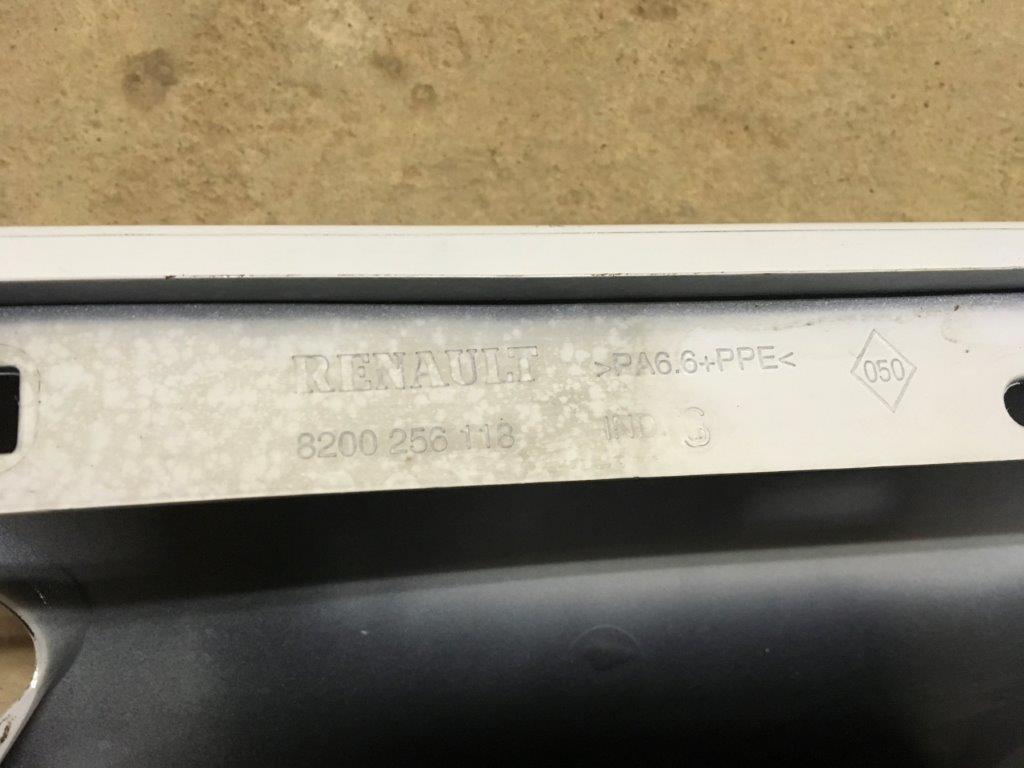 RENAULT >PA6.6+PPE< 050
8200 256 118 IND.